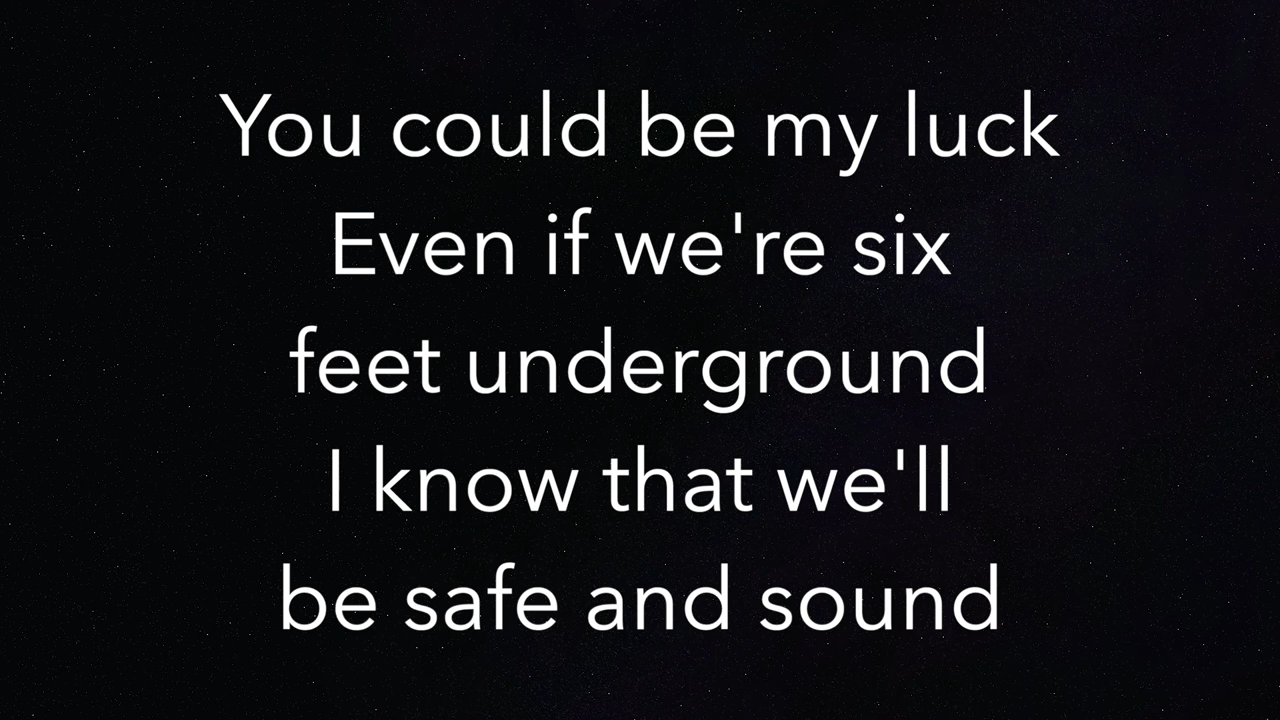 You could be my luck
Even if we're six
feet underground
I know that we'll
be safe and sound